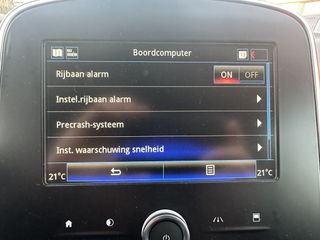 Boordcomputer
Rijbaan alarm
ON OFF
Instel.rijbaan alarm
Precrash-systeem
Inst. waarschuwing snelheid
21°C
21°C